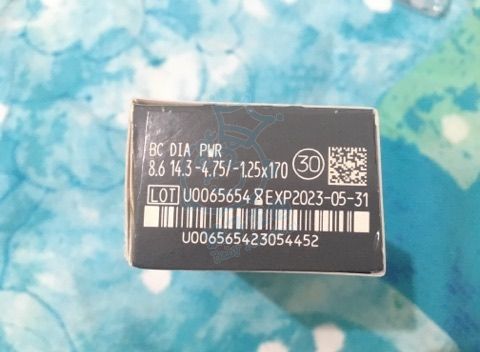 BC DIA PWR
8.6 14.3 -4.75/-1.25x170 30
LOT U0065654 EXP2023-05-31
U006565423054452